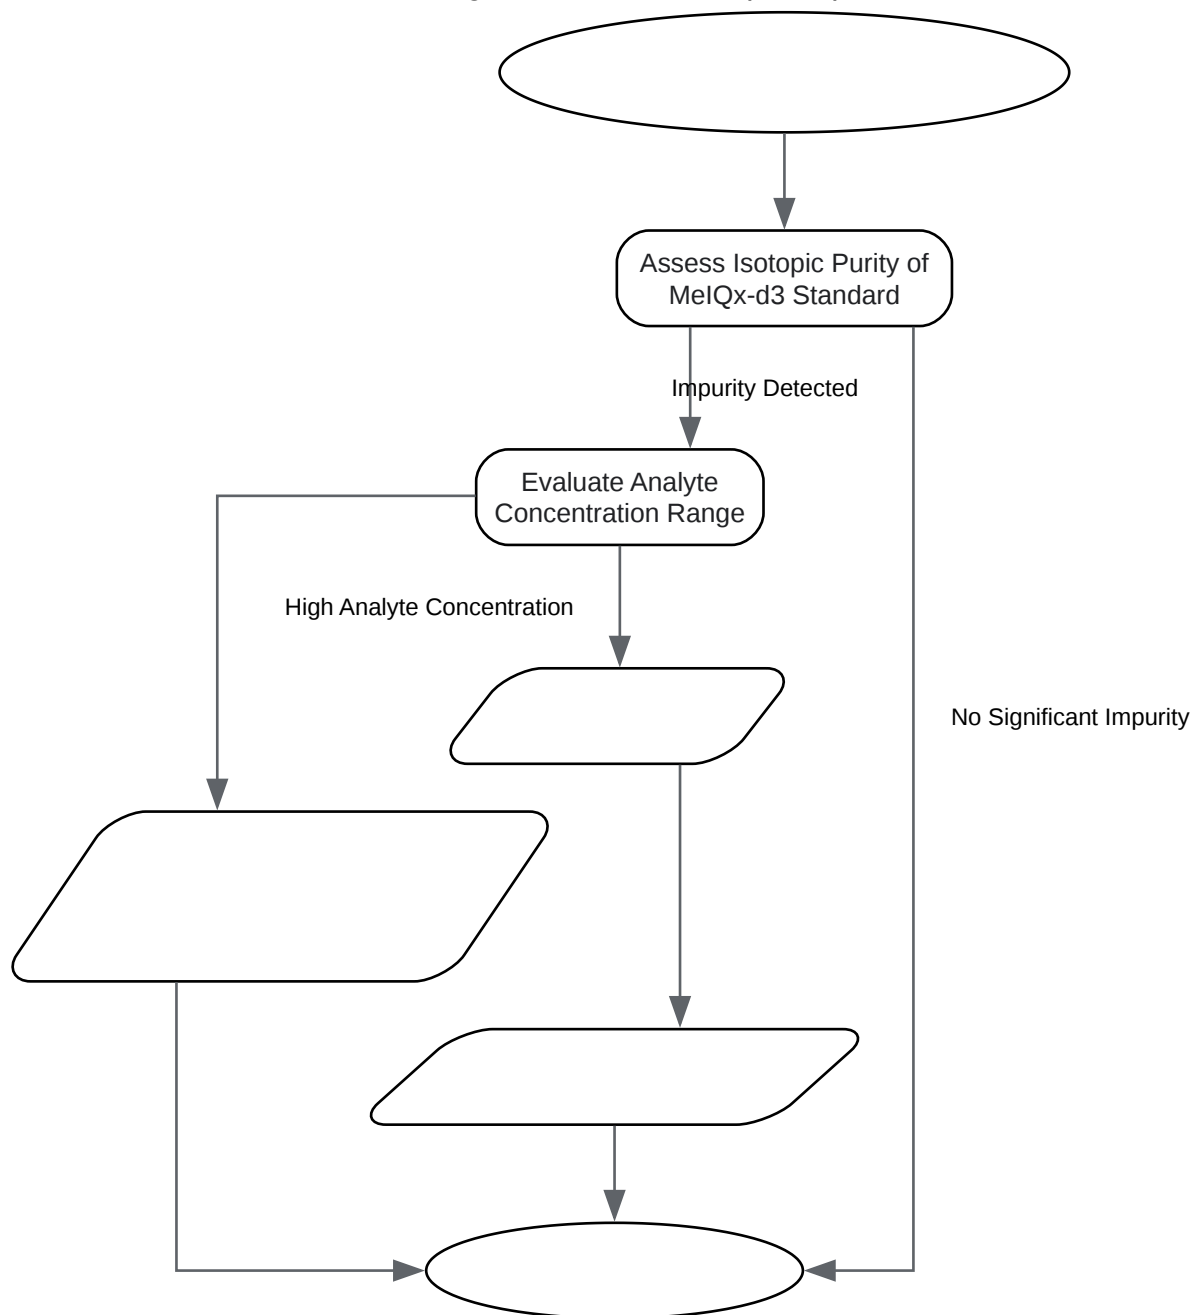 Assess Isotopic Purity of
MeIQx-d3 Standard
Impurity Detected
Evaluate Analyte
Concentration Range
High Analyte Concentration
No Significant Impurity